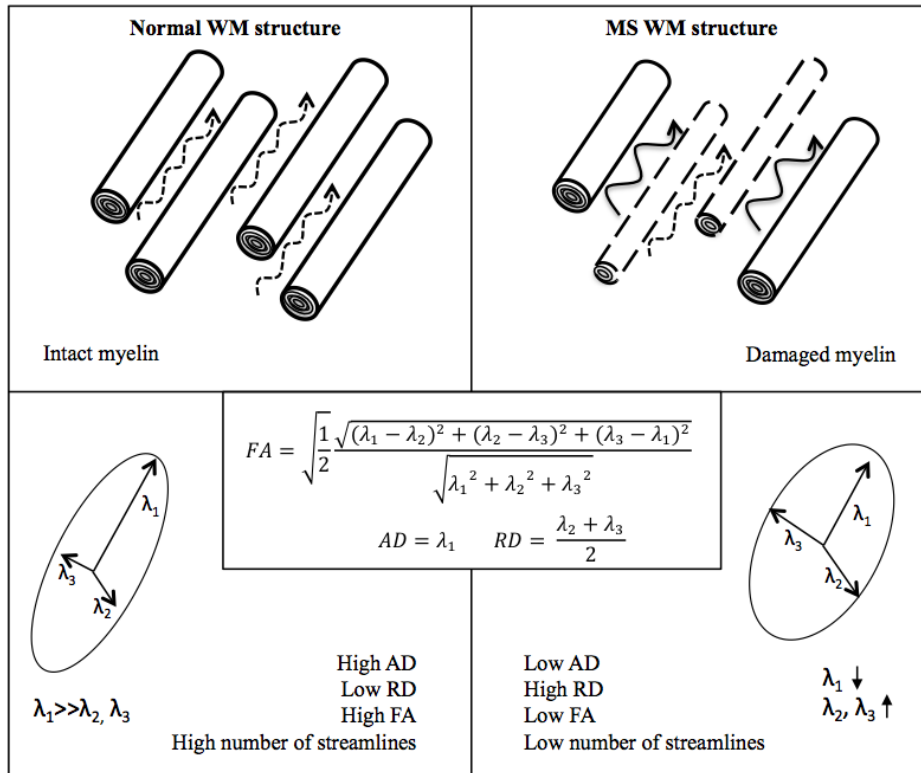 Normal WM structure
MS WM structure
Intact myelin
Damaged myelin
FA = √(1/2) √((λ₁ − λ₂)² + (λ₂ − λ₃)² + (λ₃ − λ₁)²) / √(λ₁² + λ₂² + λ₃²)
AD = λ₁ RD = (λ₂ + λ₃) / 2
λ₁
λ₃
λ₂
λ₁>>λ₂, λ₃
High AD
Low RD
High FA
High number of streamlines
λ₁
λ₃
λ₂
Low AD
High RD
Low FA
Low number of streamlines
λ₁ ↓
λ₂, λ₃ ↑